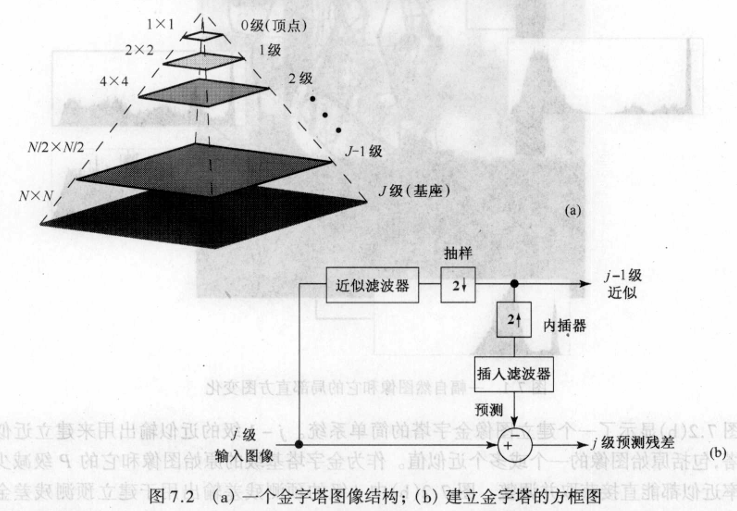 1×1
0级(顶点)
2×2
1级
4×4
2级
N/2×N/2
J-1级
N×N
J级(基座)
(a)
抽样
近似滤波器
2↓
j-1级
近似
2↑
内插器
插入滤波器
预测
j级
输入图像
+
−
j级预测残差
(b)
图7.2 (a) 一个金字塔图像结构；(b) 建立金字塔的方框图